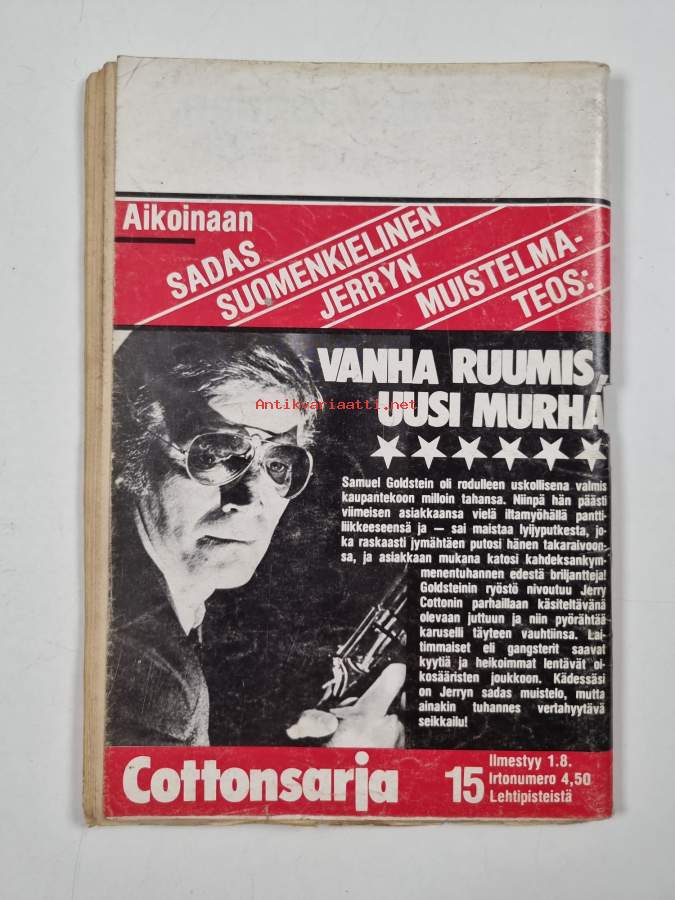 Aikoinaan
SADAS
SUOMENKIELINEN
JERRYN
MUISTELMA-
TEOS:
VANHA RUUMIS,
UUSI MURHA
Antikvariaatti.net
Samuel Goldstein oli rodulleen uskollisena valmis
kaupantekoon milloin tahansa. Niinpä hän päästi
viimeisen asiakkaansa vielä iltamyöhällä pantti-
liikkeeseensä ja — sai maistaa lyijyputkesta, jo-
ka raskaasti jymähtäen putosi hänen takaraivoon-
sa, ja asiakkaan mukana katosi kahdeksankym-
menentuhannen edestä briljantteja!
Goldsteinin ryöstö nivoutuu Jerry
Cottonin parhaillaan käsiteltävänä
olevaan juttuun ja niin pyörähtää
karuselli täyteen vauhtiinsa. Lai-
timmaiset eli gangsterit saavat
kyytiä ja heikoimmat lentävät ol-
kosääristen joukkoon. Kädessäsi
on Jerryn sadas muistelo, mutta
ainakin tuhannes vertahyytävä
seikkailu!
Cottonsarja
15
Ilmestyy 1.8.
Irtonumero 4,50
Lehtipisteistä